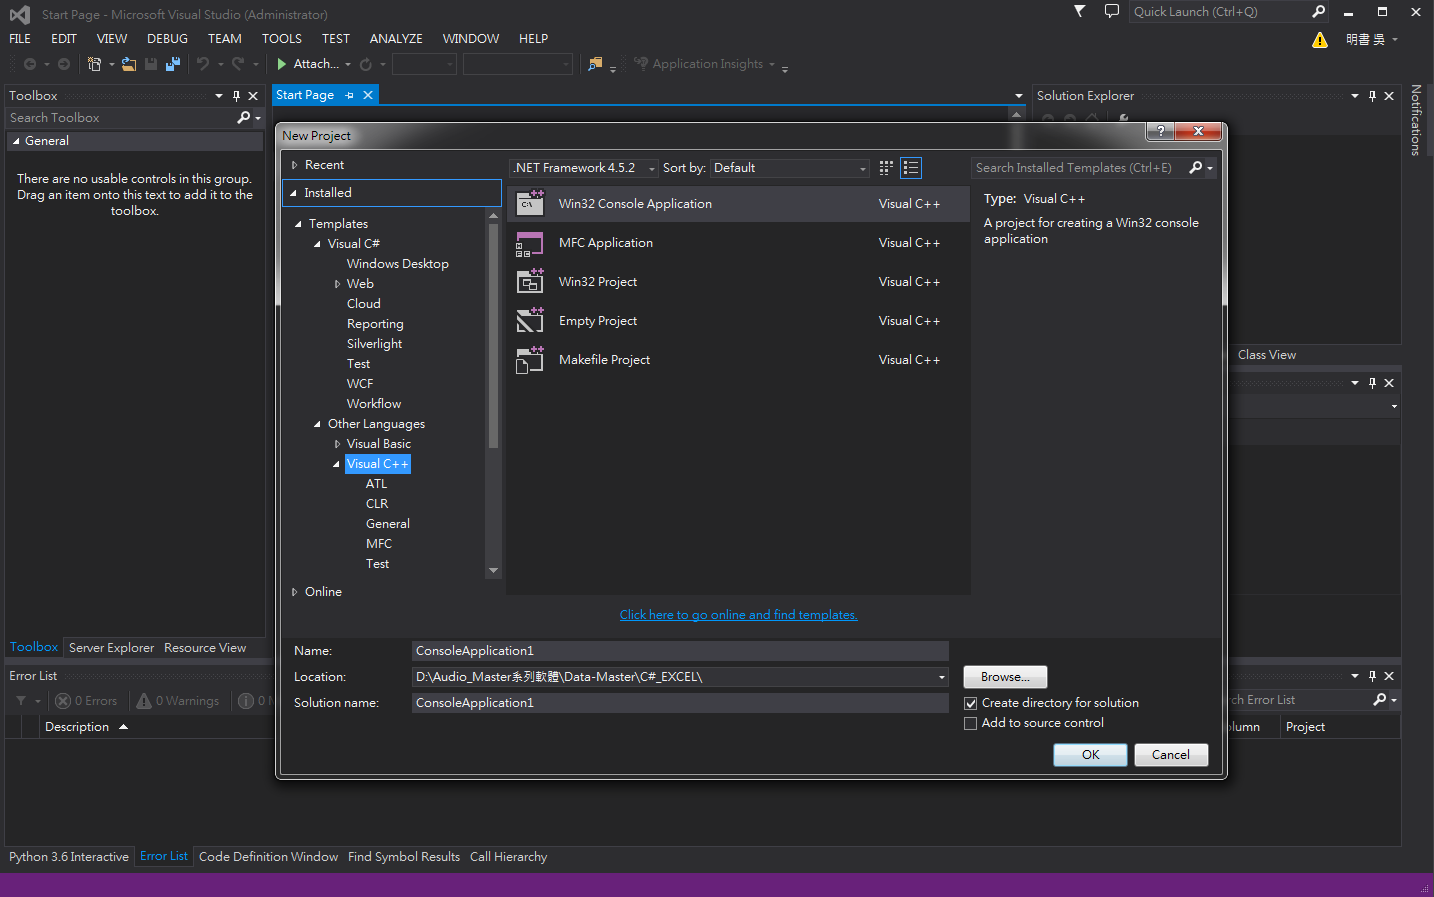 Start Page - Microsoft Visual Studio (Administrator)
Quick Launch (Ctrl+Q)
FILE EDIT VIEW DEBUG TEAM TOOLS TEST ANALYZE WINDOW HELP
明書 吳
Attach...
Application Insights
Toolbox
Search Toolbox
General
There are no usable controls in this group.
Drag an item onto this text to add it to the
toolbox.
Start Page
Solution Explorer
Notifications
New Project
Recent
Installed
Templates
Visual C#
Windows Desktop
Web
Cloud
Reporting
Silverlight
Test
WCF
Workflow
Other Languages
Visual Basic
Visual C++
ATL
CLR
General
MFC
Test
Online
.NET Framework 4.5.2
Sort by: Default
Win32 Console Application Visual C++
MFC Application Visual C++
Win32 Project Visual C++
Empty Project Visual C++
Makefile Project Visual C++
Search Installed Templates (Ctrl+E)
Type: Visual C++
A project for creating a Win32 console
application
Click here to go online and find templates.
Name: ConsoleApplication1
Location: D:\Audio_Master系列軟體\Data-Master\C#_EXCEL\
Browse...
Solution name: ConsoleApplication1
Create directory for solution
Add to source control
OK Cancel
Class View
Toolbox Server Explorer Resource View
Error List
0 Errors 0 Warnings 0
Error List
Description
Project
Python 3.6 Interactive Error List Code Definition Window Find Symbol Results Call Hierarchy